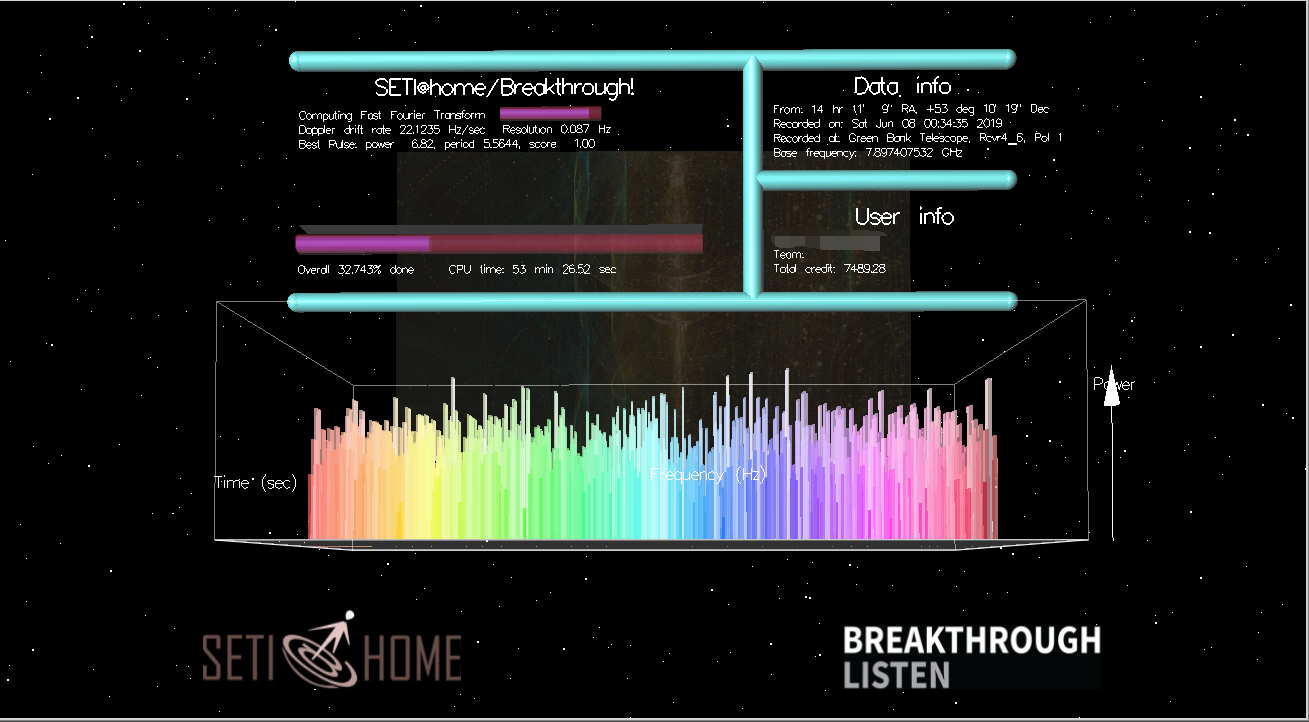 SETI@home/Breakthrough!
Computing Fast Fourier Transform
Doppler drift rate 22.1235 Hz/sec Resolution 0.087 Hz
Best Pulse: power 6.82, period 5.5644, score 1.00
Overall 32.743% done CPU time: 53 min 26.52 sec
Data info
From: 14 hr 11' 9" RA, +53 deg 10' 19" Dec
Recorded on: Sat Jun 08 00:34:35 2019
Recorded at: Green Bank Telescope, Rcvr4_6, Pol 1
Base frequency: 7.897407532 GHz
User info
Team:
Total credit: 7489.28
Power
Time (sec)
Frequency (Hz)
SETI HOME
BREAKTHROUGH
LISTEN